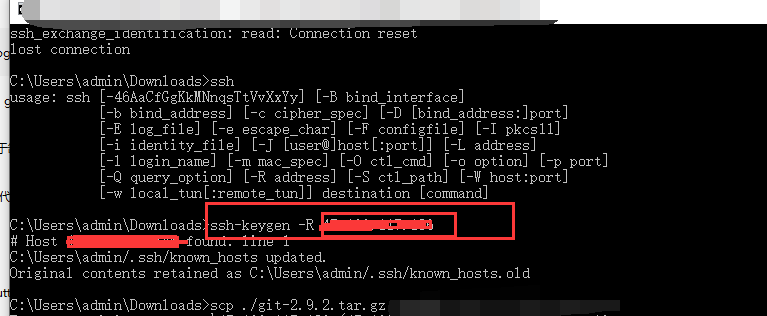 ssh_exchange_identification: read: Connection reset
lost connection
C:\Users\admin\Downloads>ssh
usage: ssh [-46AaCfGgKkMNnqsTtVvXxYy] [-B bind_interface]
[-b bind_address] [-c cipher_spec] [-D [bind_address:]port]
[-E log_file] [-e escape_char] [-F configfile] [-I pkcs11]
[-i identity_file] [-J [user@]host[:port]] [-L address]
[-l login_name] [-m mac_spec] [-O ctl_cmd] [-o option] [-p port]
[-Q query_option] [-R address] [-S ctl_path] [-W host:port]
[-w local_tun[:remote_tun]] destination [command]
C:\Users\admin\Downloads>ssh-keygen -R
# Host found: line 1
C:\Users\admin/.ssh/known_hosts updated.
Original contents retained as C:\Users\admin/.ssh/known_hosts.old
C:\Users\admin\Downloads>scp ./git-2.9.2.tar.gz